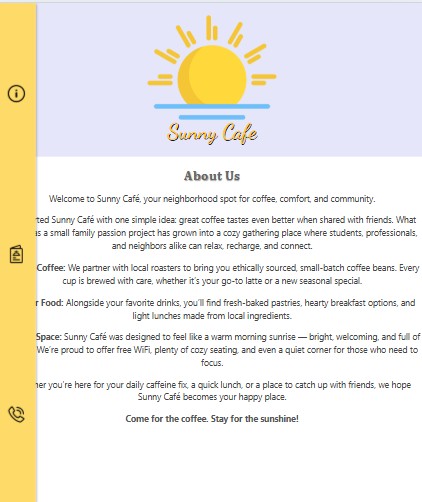 Sunny Cafe
About Us
Welcome to Sunny Café, your neighborhood spot for coffee, comfort, and community.
ted Sunny Café with one simple idea: great coffee tastes even better when shared with friends. What
s a small family passion project has grown into a cozy gathering place where students, professionals,
and neighbors alike can relax, recharge, and connect.
Coffee: We partner with local roasters to bring you ethically sourced, small-batch coffee beans. Every
cup is brewed with care, whether it's your go-to latte or a new seasonal special.
r Food: Alongside your favorite drinks, you'll find fresh-baked pastries, hearty breakfast options, and
light lunches made from local ingredients.
Space: Sunny Café was designed to feel like a warm morning sunrise — bright, welcoming, and full of
We're proud to offer free WiFi, plenty of cozy seating, and even a quiet corner for those who need to
focus.
er you're here for your daily caffeine fix, a quick lunch, or a place to catch up with friends, we hope
Sunny Café becomes your happy place.
Come for the coffee. Stay for the sunshine!